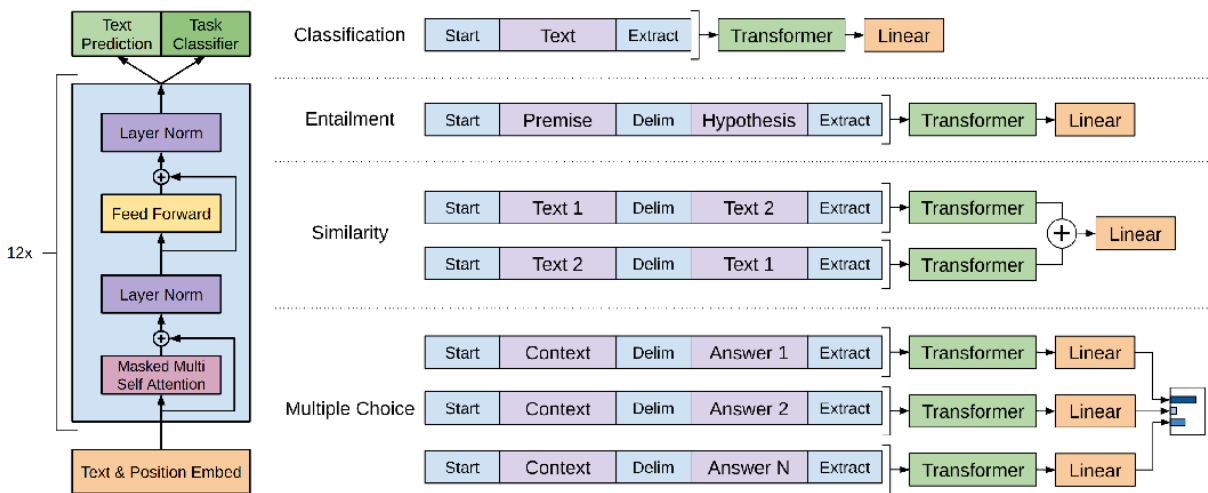 Text
Prediction
Task
Classifier
Layer Norm
Feed Forward
12x
Layer Norm
Masked Multi
Self Attention
Text & Position Embed
Classification
Start Text Extract Transformer Linear
Entailment
Start Premise Delim Hypothesis Extract Transformer Linear
Similarity
Start Text 1 Delim Text 2 Extract Transformer
Start Text 2 Delim Text 1 Extract Transformer
Linear
Multiple Choice
Start Context Delim Answer 1 Extract Transformer Linear
Start Context Delim Answer 2 Extract Transformer Linear
Start Context Delim Answer N Extract Transformer Linear